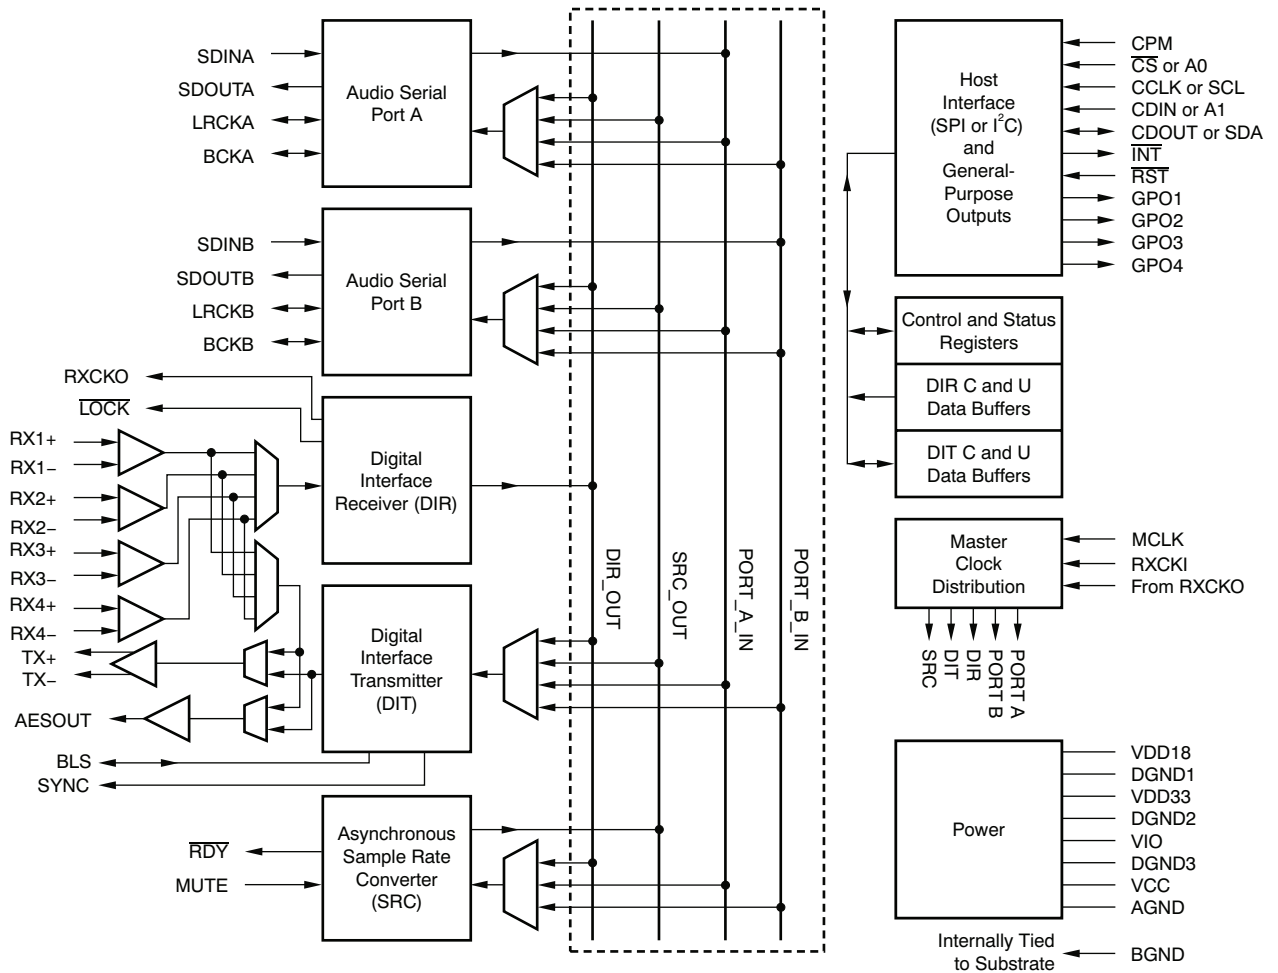 SDINA
SDOUTA
LRCKA
BCKA
Audio Serial
Port A
SDINB
SDOUTB
LRCKB
BCKB
Audio Serial
Port B
RXCKO
LOCK
RX1+
RX1−
RX2+
RX2−
RX3+
RX3−
RX4+
RX4−
Digital
Interface
Receiver (DIR)
TX+
TX−
AESOUT
BLS
SYNC
Digital
Interface
Transmitter
(DIT)
RDY
MUTE
Asynchronous
Sample Rate
Converter
(SRC)
DIR_OUT
SRC_OUT
PORT_A_IN
PORT_B_IN
Host
Interface
(SPI or I²C)
and
General-
Purpose
Outputs
CPM
CS or A0
CCLK or SCL
CDIN or A1
CDOUT or SDA
INT
RST
GPO1
GPO2
GPO3
GPO4
Control and Status
Registers
DIR C and U
Data Buffers
DIT C and U
Data Buffers
Master
Clock
Distribution
MCLK
RXCKI
From RXCKO
SRC
DIT
DIR
PORT B
PORT A
Power
VDD18
DGND1
VDD33
DGND2
VIO
DGND3
VCC
AGND
Internally Tied
to Substrate
BGND